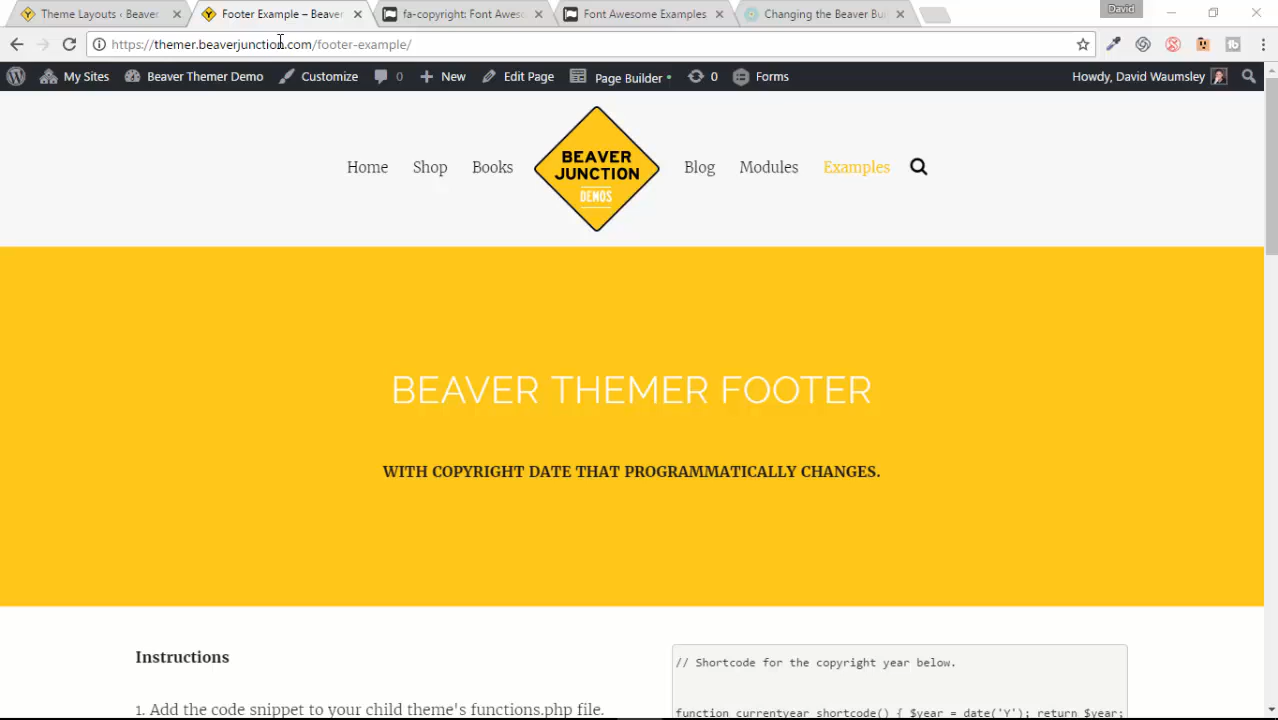 Theme Layouts ‹ Beaver
Footer Example – Beaver
fa-copyright: Font Aweso
Font Awesome Examples
Changing the Beaver Bui
David
https://themer.beaverjunction.com/footer-example/
My Sites
Beaver Themer Demo
Customize
0
New
Edit Page
Page Builder
0
Forms
Howdy, David Waumsley
Home
Shop
Books
BEAVER
JUNCTION
DEMOS
Blog
Modules
Examples
BEAVER THEMER FOOTER
WITH COPYRIGHT DATE THAT PROGRAMMATICALLY CHANGES.
Instructions
1. Add the code snippet to your child theme's functions.php file.
// Shortcode for the copyright year below.
function currentyear_shortcode() { $year = date('Y'); return $year;